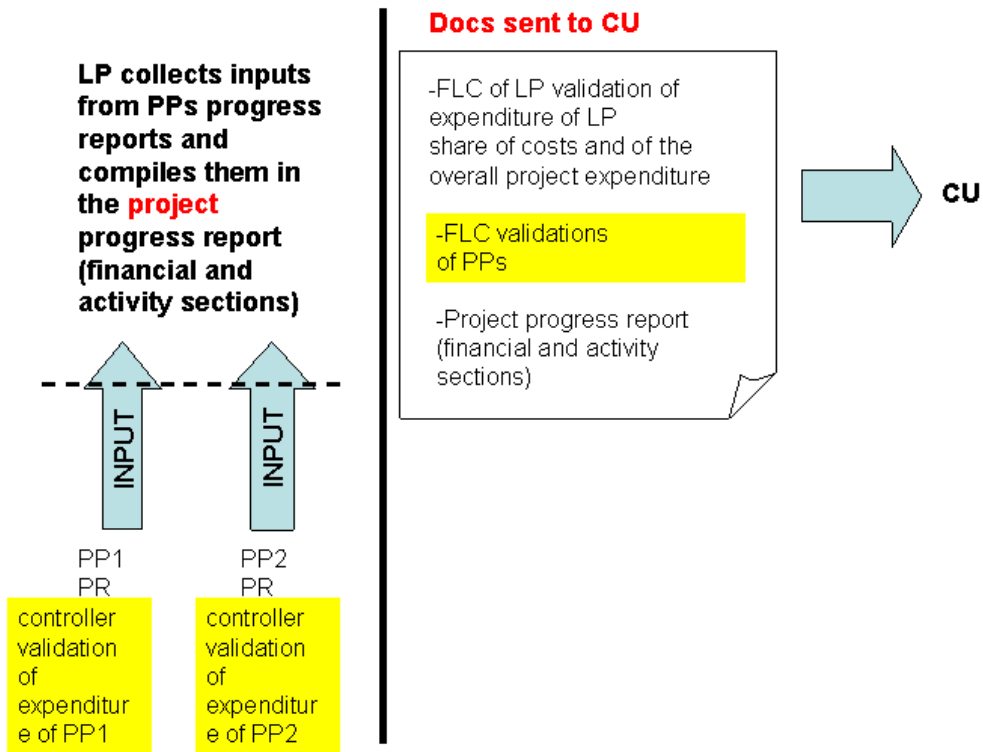 LP collects inputs
from PPs progress
reports and
compiles them in
the project
progress report
(financial and
activity sections)
INPUT
INPUT
PP1
PR
controller
validation
of
expenditur
e of PP1
PP2
PR
controller
validation
of
expenditur
e of PP2
Docs sent to CU
-FLC of LP validation of
expenditure of LP
share of costs and of the
overall project expenditure
-FLC validations
of PPs
-Project progress report
(financial and activity
sections)
CU